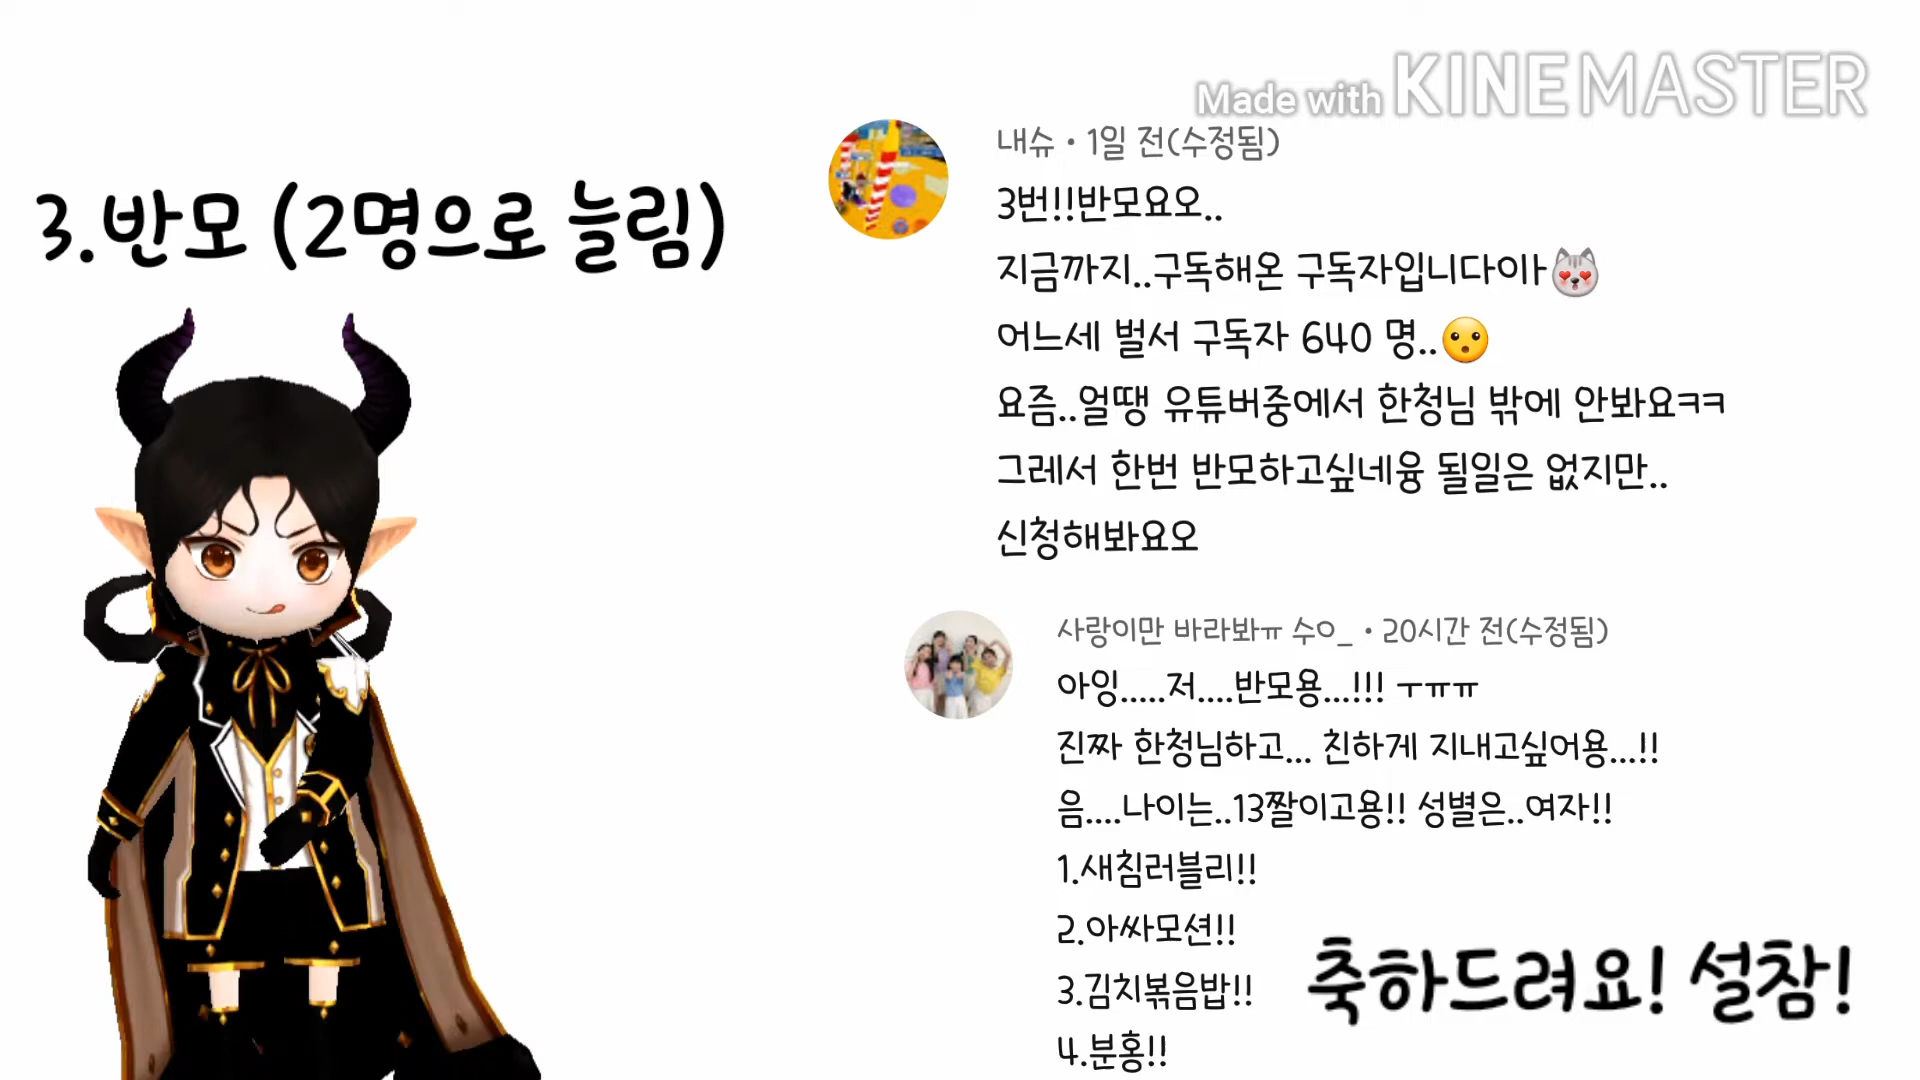 Made with KINEMASTER
3.반모 (2명으로 늘림)
내슈 • 1일 전(수정됨)
3번!!반모요오..
지금까지..구독해온 구독자입니다이아😻
어느세 벌서 구독자 640 명..😮
요즘..얼땡 유튜버중에서 한청님 밖에 안봐요ㅋㅋ
그레서 한번 반모하고싶네융 될일은 없지만..
신청해봐요오
사랑이만 바라봐ㅠ 수ㅇ_ • 20시간 전(수정됨)
아잉.....저....반모용...!!! ㅜㅠㅠ
진짜 한청님하고... 친하게 지내고싶어용...!!
음....나이는..13짤이고용!! 성별은..여자!!
1.새침러블리!!
2.아싸모션!!
3.김치볶음밥!!
4.분홍!!
축하드려요! 설참!